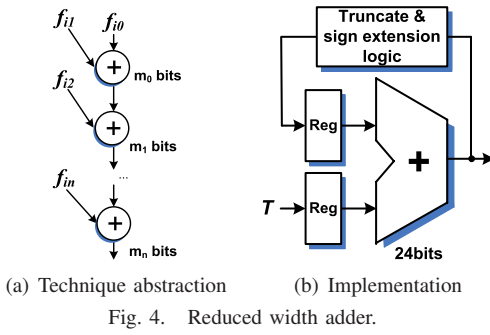 f_i1 f_i0
+
m_0 bits
f_i2
+
m_1 bits
...
f_in
+
m_n bits
Truncate &
sign extension
logic
Reg
+
T
Reg
24bits
(a) Technique abstraction
(b) Implementation
Fig. 4. Reduced width adder.